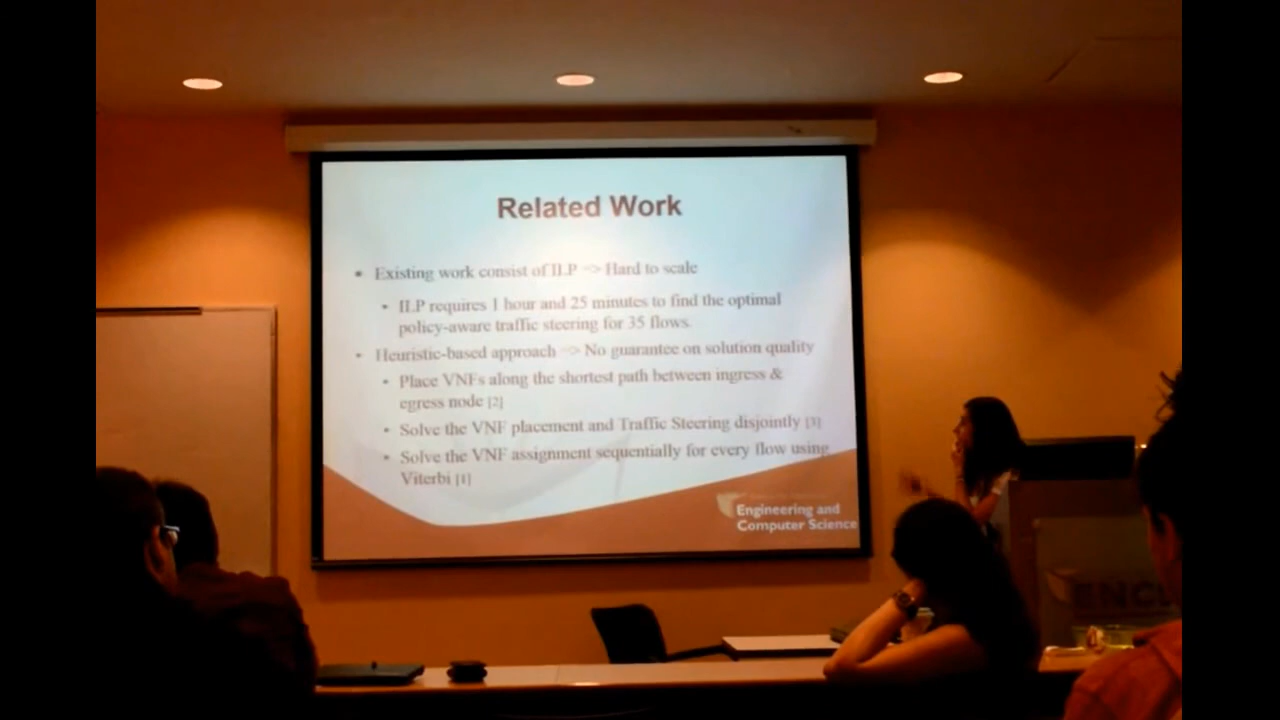 Related Work
• Existing work consist of ILP => Hard to scale
• ILP requires 1 hour and 25 minutes to find the optimal
policy-aware traffic steering for 35 flows.
• Heuristic-based approach => No guarantee on solution quality
• Place VNFs along the shortest path between ingress &
egress node [2]
• Solve the VNF placement and Traffic Steering disjointly [3]
• Solve the VNF assignment sequentially for every flow using
Viterbi [1]
Engineering and
Computer Science
ENCS